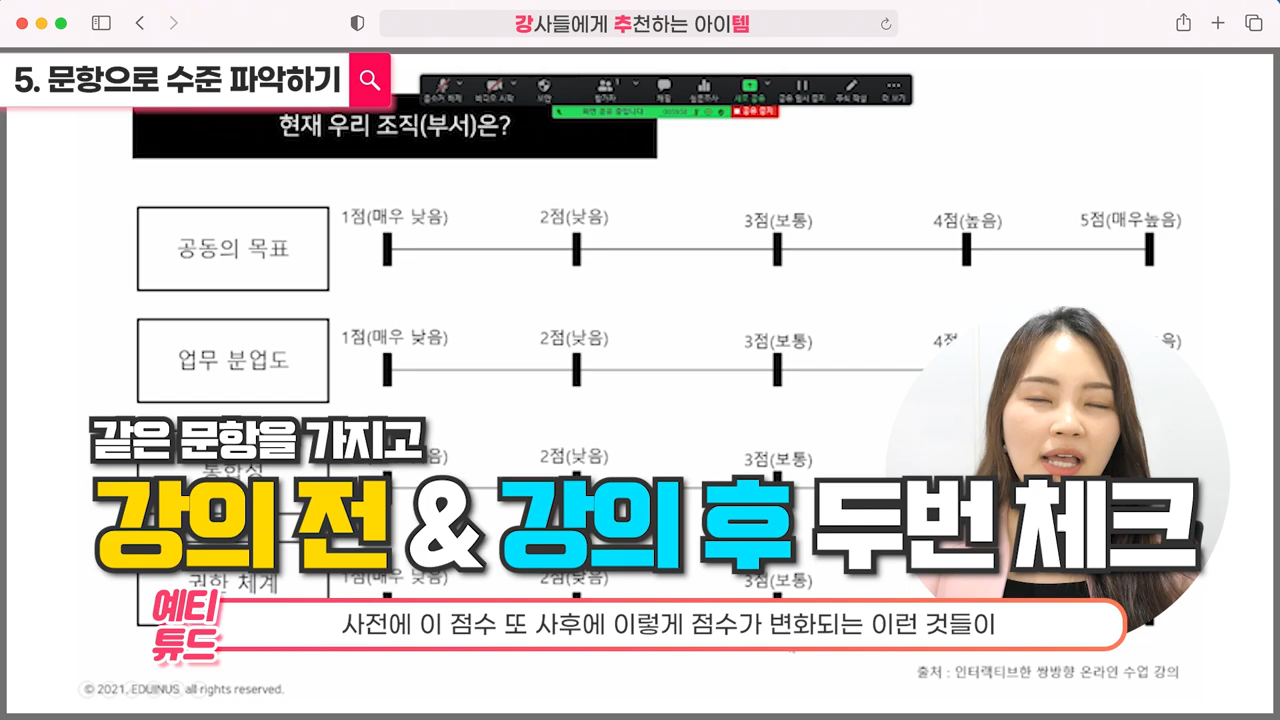 강사들에게 추천하는 아이템
5. 문항으로 수준 파악하기
현재 우리 조직(부서)은?
공유 중지
1점(매우 낮음) 2점(낮음) 3점(보통) 4점(높음) 5점(매우높음)
공동의 목표
1점(매우 낮음) 2점(낮음) 3점(보통)
업무 분업도
같은 문항을 가지고
2점(낮음) 3점(보통)
강의 전 & 강의 후 두번 체크
권한 체계
1점(매우 낮음) 2점(낮음) 3점(보통)
예티튜드
사전에 이 점수 또 사후에 이렇게 점수가 변화되는 이런 것들이
출처 : 인터랙티브한 쌍방향 온라인 수업 강의
© 2021, EDUINUS, all rights reserved.